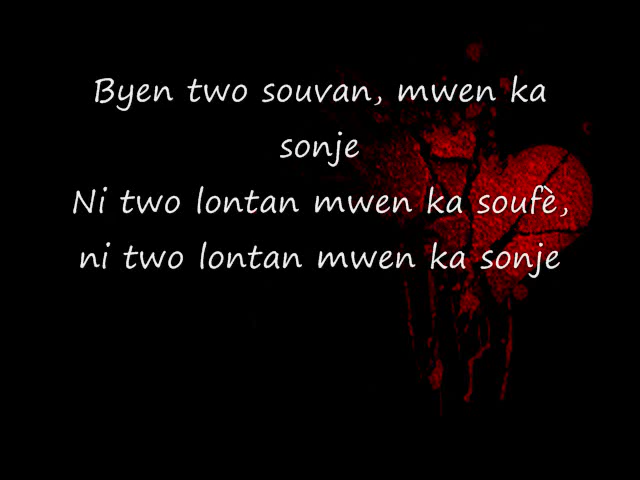 Byen two souvan, mwen ka
sonje
Ni two lontan mwen ka soufè,
ni two lontan mwen ka sonje